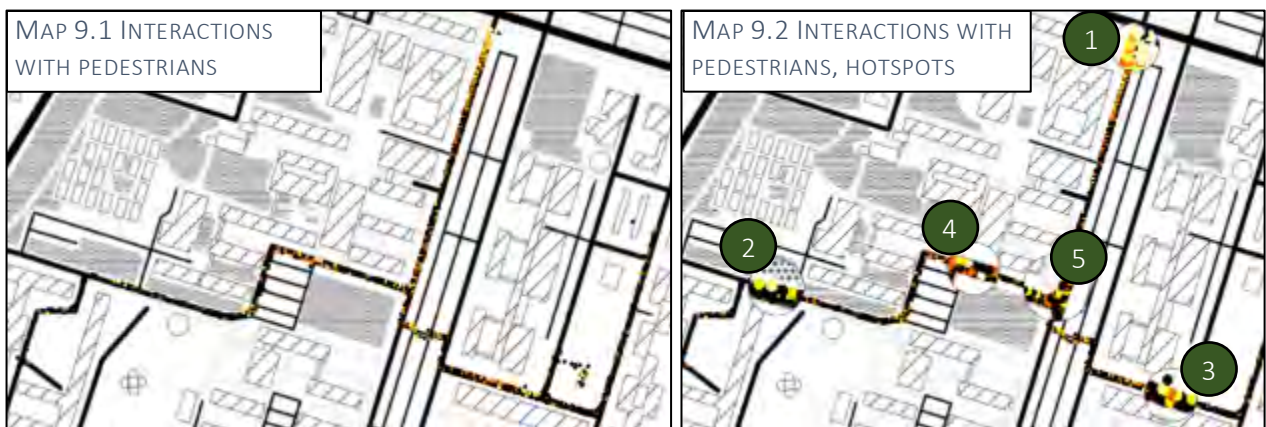 MAP 9.1 INTERACTIONS
WITH PEDESTRIANS
MAP 9.2 INTERACTIONS WITH
PEDESTRIANS, HOTSPOTS
1
2
4
5
3